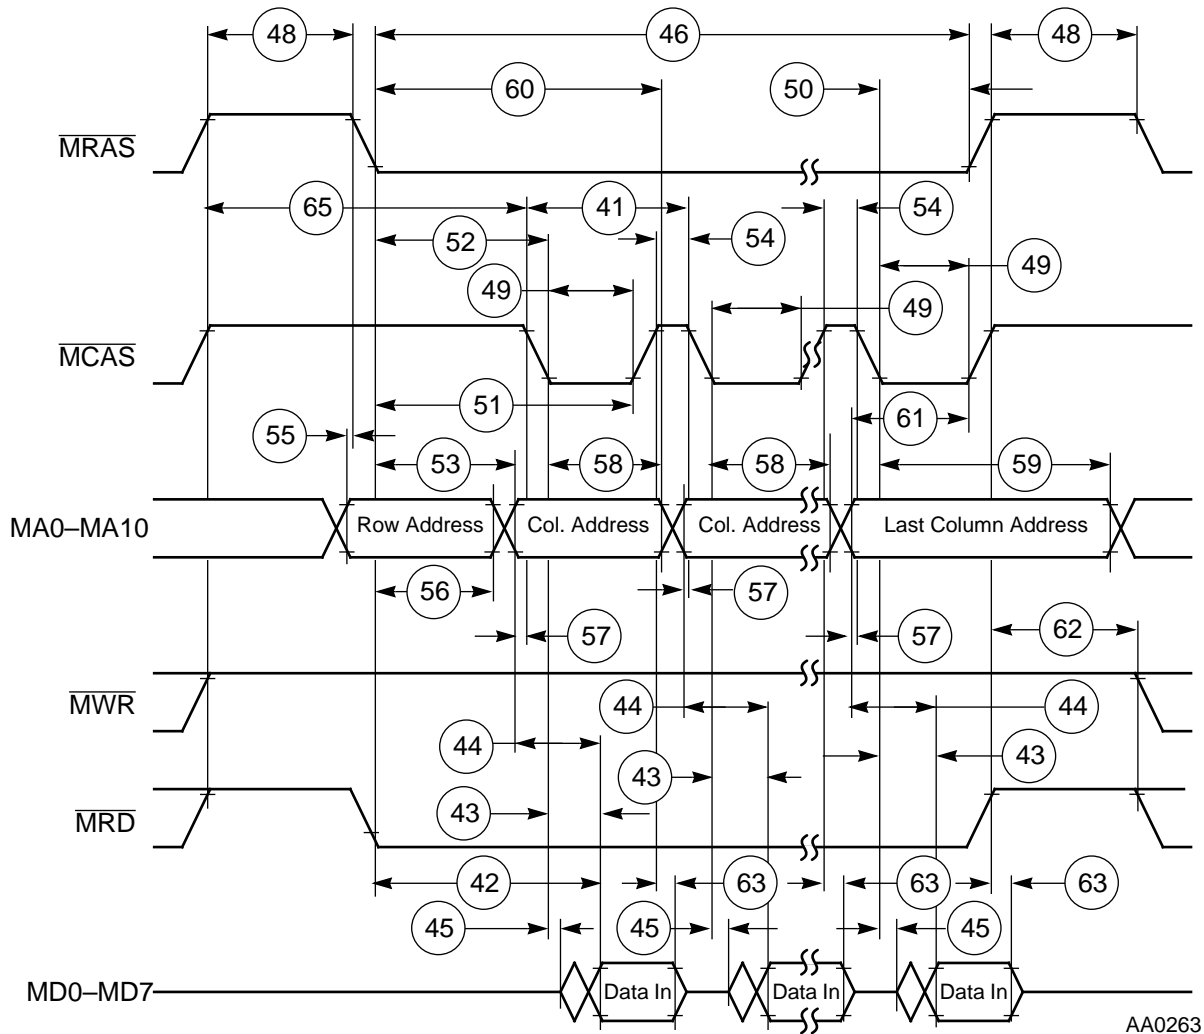 48 46 48
60 50
MRAS
65 41 54
52 54
49 49
49
MCAS
51 61
55
53 58 58 59
MA0–MA10 Row Address Col. Address Col. Address Last Column Address
56 57
57 57 62
MWR
44 44
44
43 43
43
MRD
42 63 63 63
45 45 45
MD0–MD7 Data In Data In Data In
AA0263